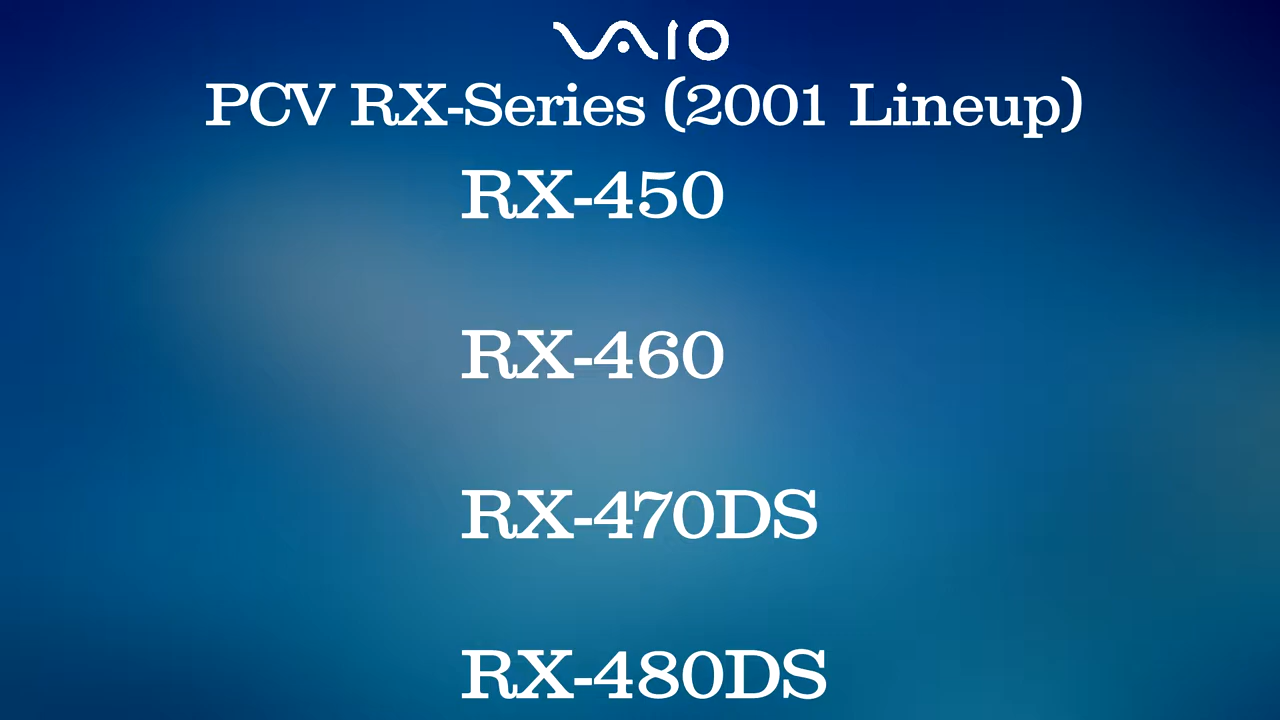 VAIO
PCV RX-Series (2001 Lineup)
RX-450
RX-460
RX-470DS
RX-480DS